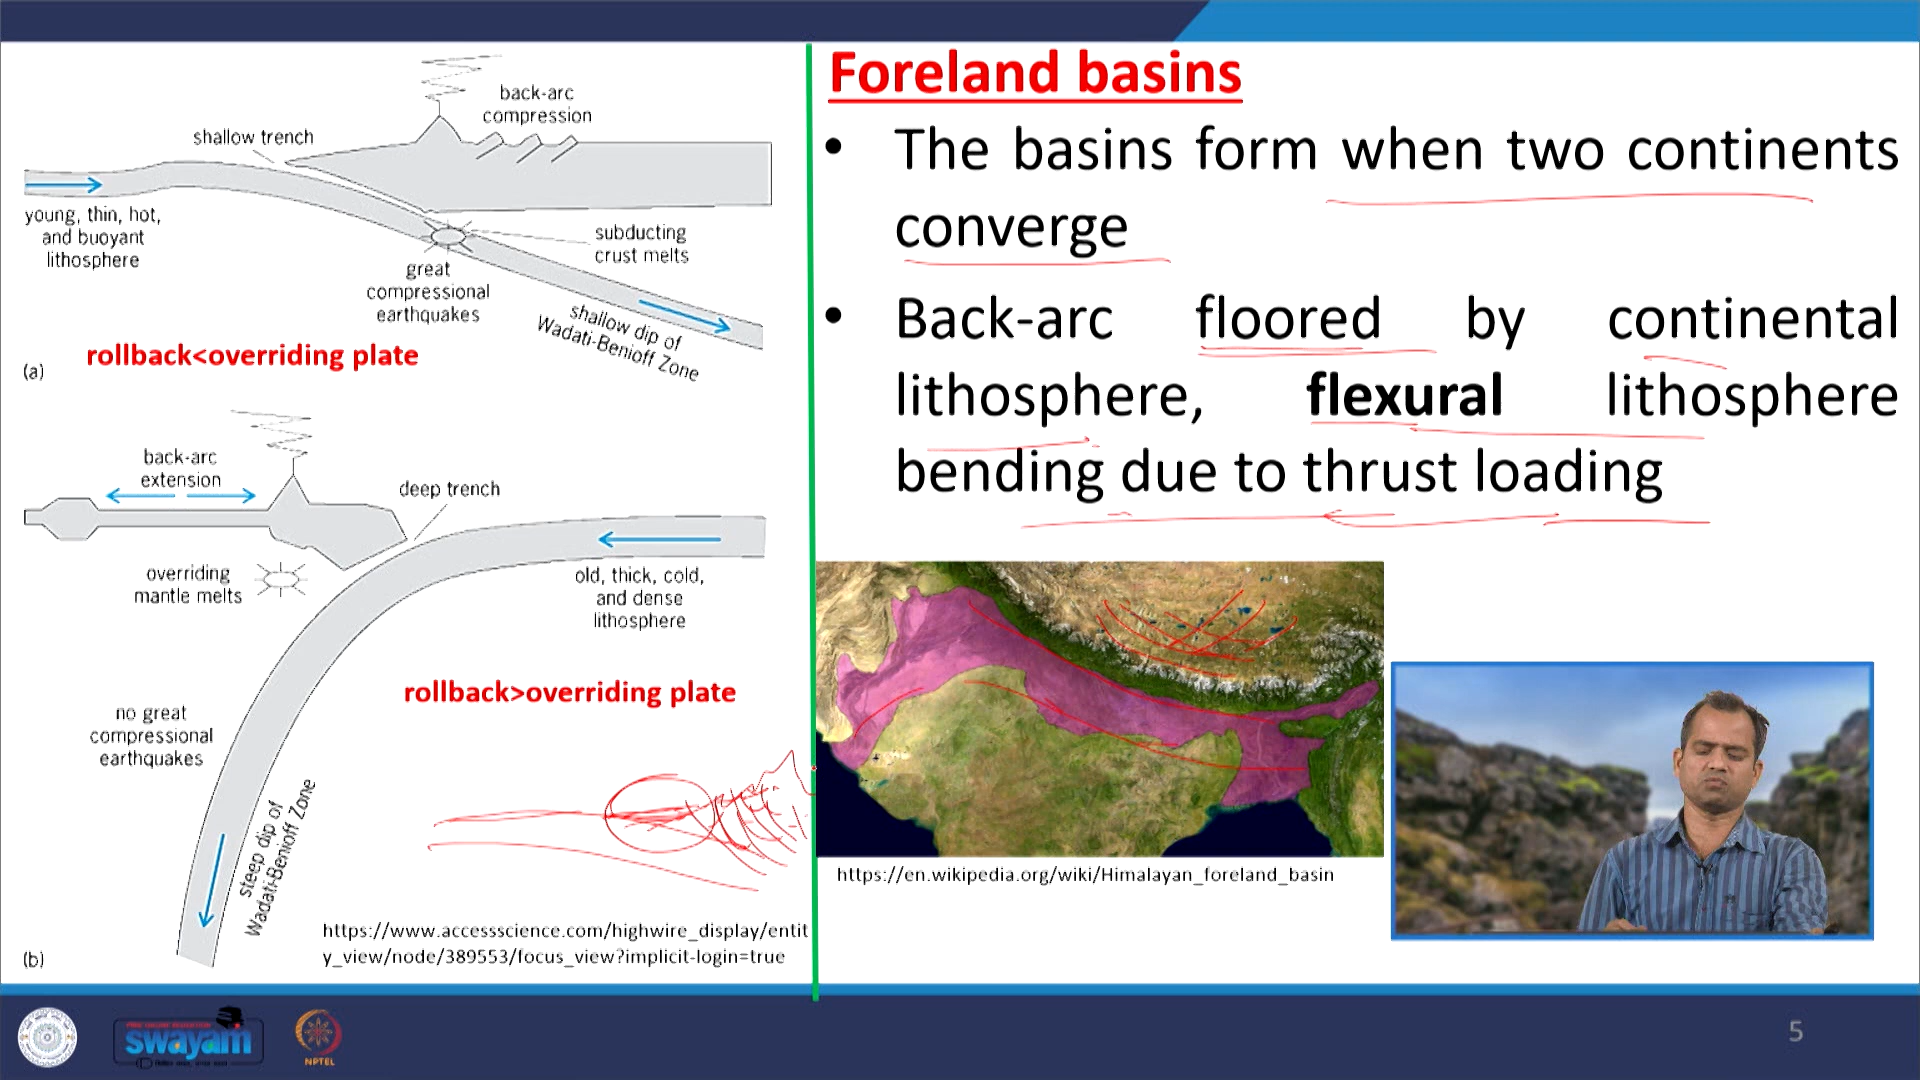 back-arc
compression
shallow trench
young, thin, hot,
and buoyant
lithosphere
subducting
crust melts
great
compressional
earthquakes
shallow dip of
Wadati-Benioff Zone
rollback<overriding plate
(a)
back-arc
extension
deep trench
overriding
mantle melts
old, thick, cold,
and dense
lithosphere
rollback>overriding plate
no great
compressional
earthquakes
steep dip of
Wadati-Benioff Zone
https://www.accessscience.com/highwire_display/entit
y_view/node/389553/focus_view?implicit-login=true
(b)
Foreland basins
• The basins form when two continents
converge
• Back-arc floored by continental
lithosphere, flexural lithosphere
bending due to thrust loading
https://en.wikipedia.org/wiki/Himalayan_foreland_basin
swayam
NPTEL
5